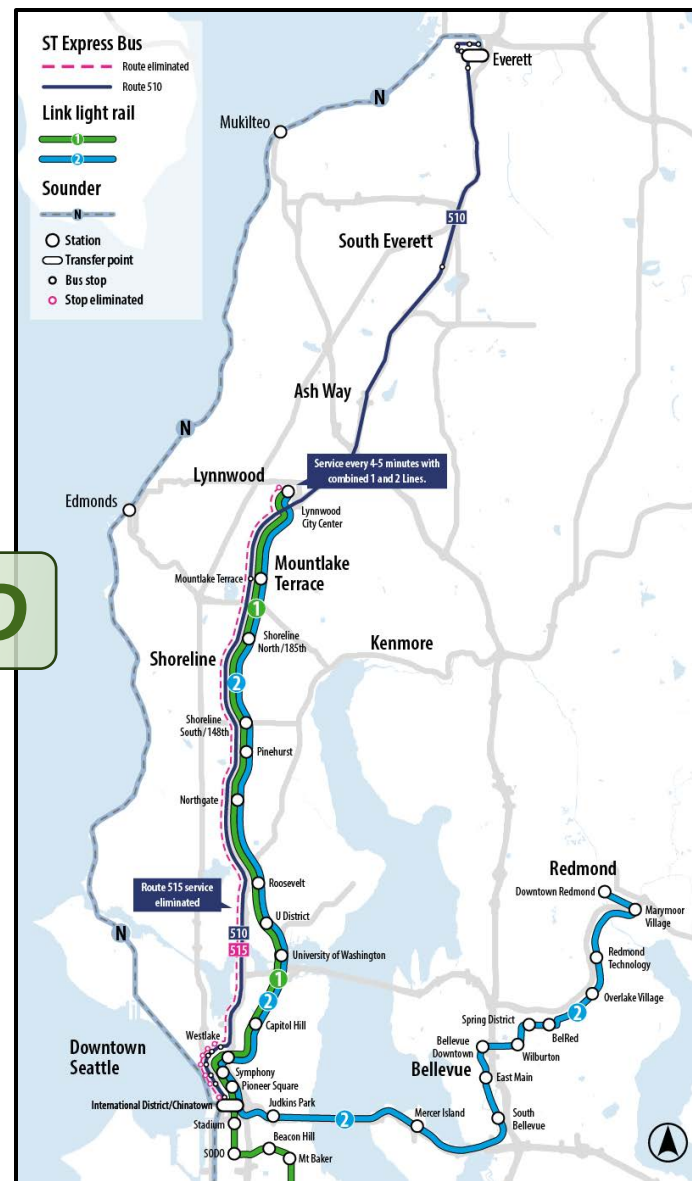 ST Express Bus
Route eliminated
Route 510
Link light rail
1
2
Sounder
N
Station
Transfer point
Bus stop
Stop eliminated
Everett
N
Mukilteo
510
South Everett
Ash Way
N
Lynnwood
Service every 4-5 minutes with
combined 1 and 2 Lines.
Edmonds
Lynnwood
City Center
Mountlake Terrace
Mountlake
Terrace
1
Shoreline
North/185th
Kenmore
Shoreline
2
Shoreline
South/148th
Pinehurst
Northgate
Route 515 service
eliminated
Roosevelt
U District
510
515
University of Washington
1
2
N
Redmond
Downtown Redmond
Marymoor
Village
Redmond
Technology
Overlake Village
2
Spring District
BelRed
Wilburton
Bellevue
Downtown
Bellevue
East Main
South
Bellevue
Capitol Hill
Westlake
Downtown
Seattle
Symphony
Pioneer Square
International District/Chinatown
Judkins Park
2
Mercer Island
Stadium
SODO
Beacon Hill
Mt Baker